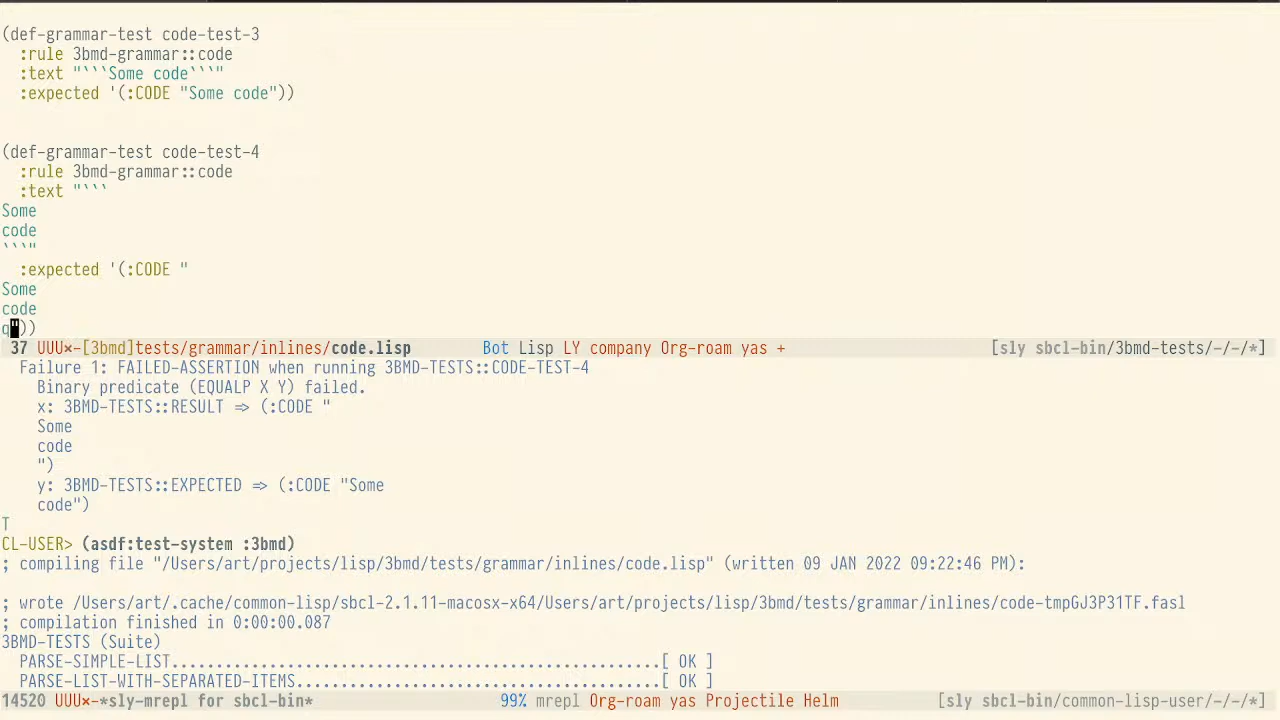 (def-grammar-test code-test-3
  :rule 3bmd-grammar::code
  :text "```Some code```"
  :expected '(:CODE "Some code"))
(def-grammar-test code-test-4
  :rule 3bmd-grammar::code
  :text "```
Some
code
```"
  :expected '(:CODE "
Some
code
q"))
37 UUU×-[3bmd]tests/grammar/inlines/code.lisp Bot Lisp LY company Org-roam yas + [sly sbcl-bin/3bmd-tests/-/-/*]
  Failure 1: FAILED-ASSERTION when running 3BMD-TESTS::CODE-TEST-4
    Binary predicate (EQUALP X Y) failed.
    x: 3BMD-TESTS::RESULT => (:CODE "
    Some
    code
    ")
    y: 3BMD-TESTS::EXPECTED => (:CODE "Some
    code")
T
CL-USER> (asdf:test-system :3bmd)
; compiling file "/Users/art/projects/lisp/3bmd/tests/grammar/inlines/code.lisp" (written 09 JAN 2022 09:22:46 PM):
; wrote /Users/art/.cache/common-lisp/sbcl-2.1.11-macosx-x64/Users/art/projects/lisp/3bmd/tests/grammar/inlines/code-tmpGJ3P31TF.fasl
; compilation finished in 0:00:00.087
3BMD-TESTS (Suite)
  PARSE-SIMPLE-LIST.......................................................[ OK ]
  PARSE-LIST-WITH-SEPARATED-ITEMS.........................................[ OK ]
14520 UUU×-*sly-mrepl for sbcl-bin* 99% mrepl Org-roam yas Projectile Helm [sly sbcl-bin/common-lisp-user/-/-/*]